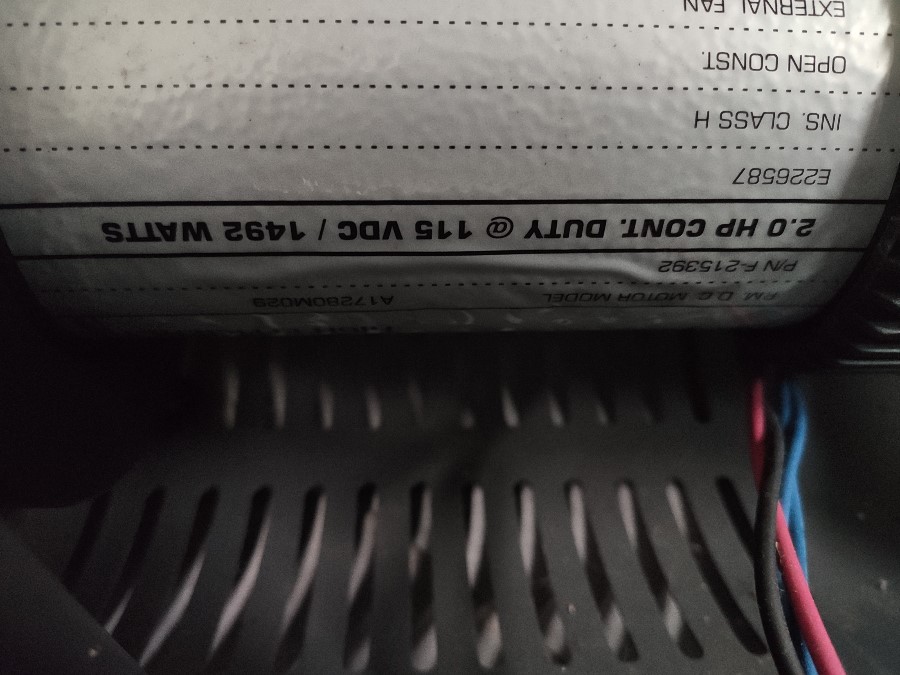 P.M. D.C. MOTOR MODEL A17280M029
P/N F-215392
2.0 HP CONT. DUTY @ 115 VDC / 1492 WATTS
E226587
INS. CLASS H
OPEN CONST.
EXTERNAL FAN